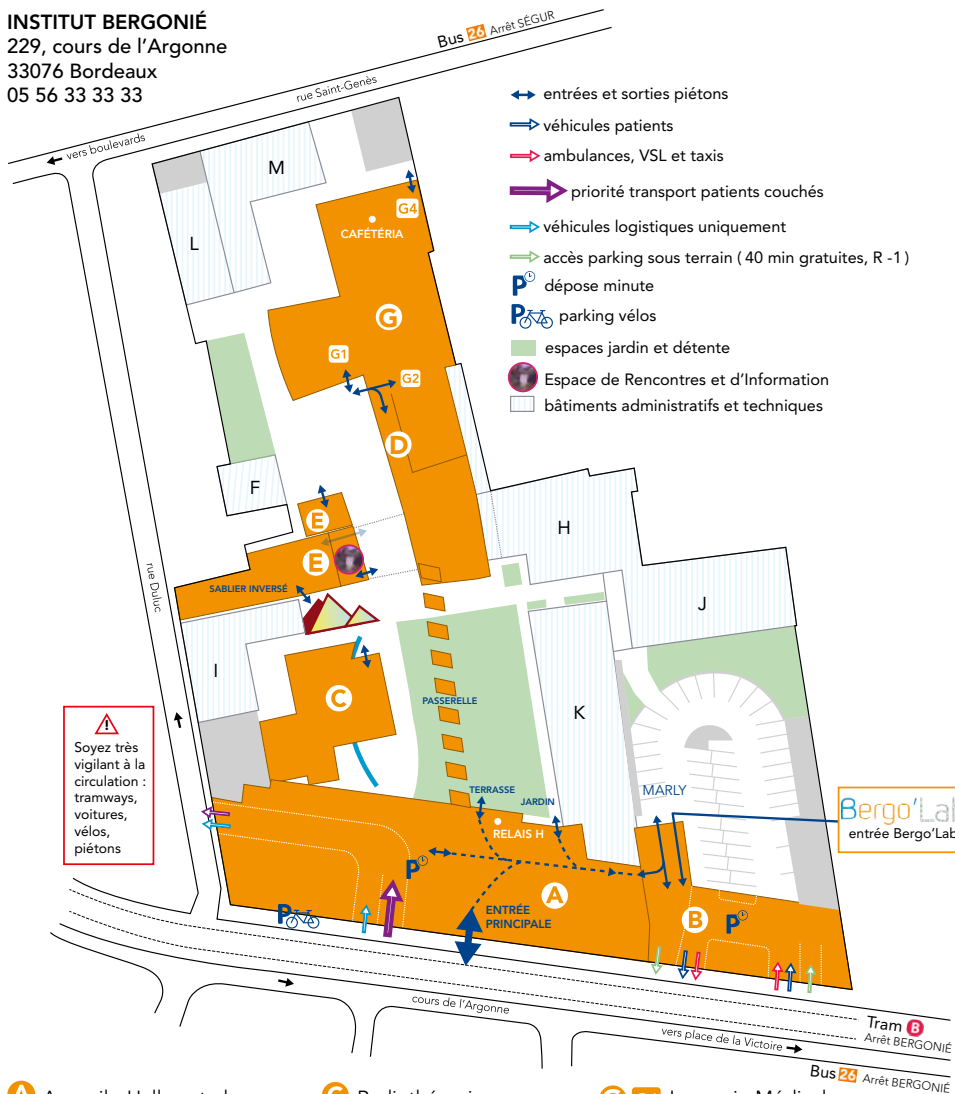 INSTITUT BERGONIÉ
229, cours de l'Argonne
33076 Bordeaux
05 56 33 33 33
Bus 26 Arrêt SÉGUR
rue Saint-Genès
vers boulevards
entrées et sorties piétons
véhicules patients
ambulances, VSL et taxis
priorité transport patients couchés
véhicules logistiques uniquement
accès parking sous terrain ( 40 min gratuites, R -1 )
P dépose minute
P parking vélos
espaces jardin et détente
Espace de Rencontres et d'Information
bâtiments administratifs et techniques
M
L
G4
CAFÉTÉRIA
G
G1
G2
D
F
E
E
H
SABLIER INVERSÉ
rue Duluc
J
I
C
K
PASSERELLE
Soyez très
vigilant à la
circulation :
tramways,
voitures,
vélos,
piétons
TERRASSE
JARDIN
MARLY
RELAIS H
Bergo'Lab
entrée Bergo'Lab
P
A
ENTRÉE
PRINCIPALE
P
B
P
cours de l'Argonne
vers place de la Victoire
Tram B
Arrêt BERGONIÉ
Bus 26 Arrêt BERGONIÉ